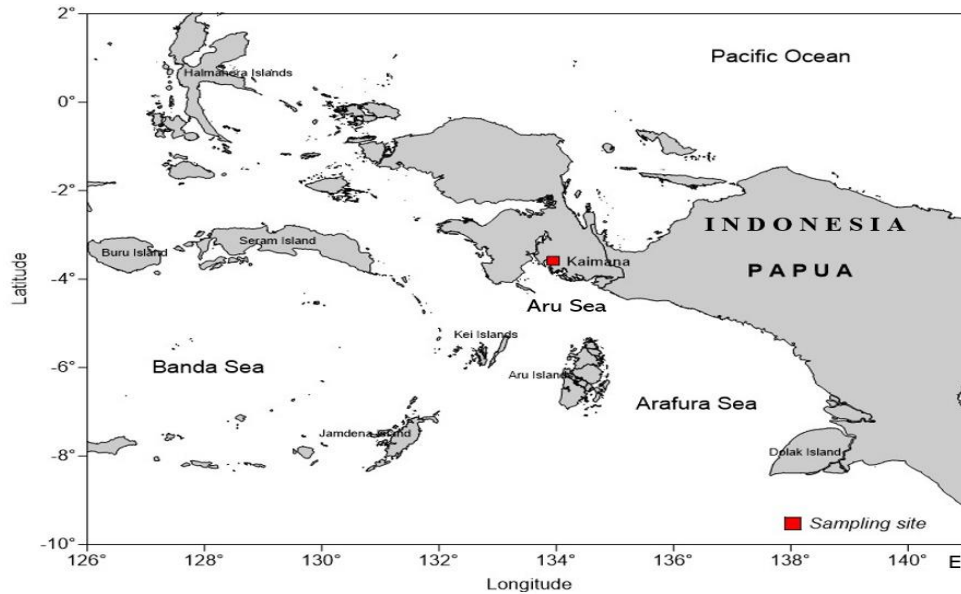 2°
Pacific Ocean
Halmahera Islands
0°
-2°
INDONESIA
Seram Island
Buru Island
Kaimana
PAPUA
-4°
Latitude
Aru Sea
Kei Islands
-6°
Banda Sea
Aru Islands
Arafura Sea
Jamdena Island
-8°
Dolak Island
Sampling site
-10°
126° 128° 130° 132° 134° 136° 138° 140° E
Longitude